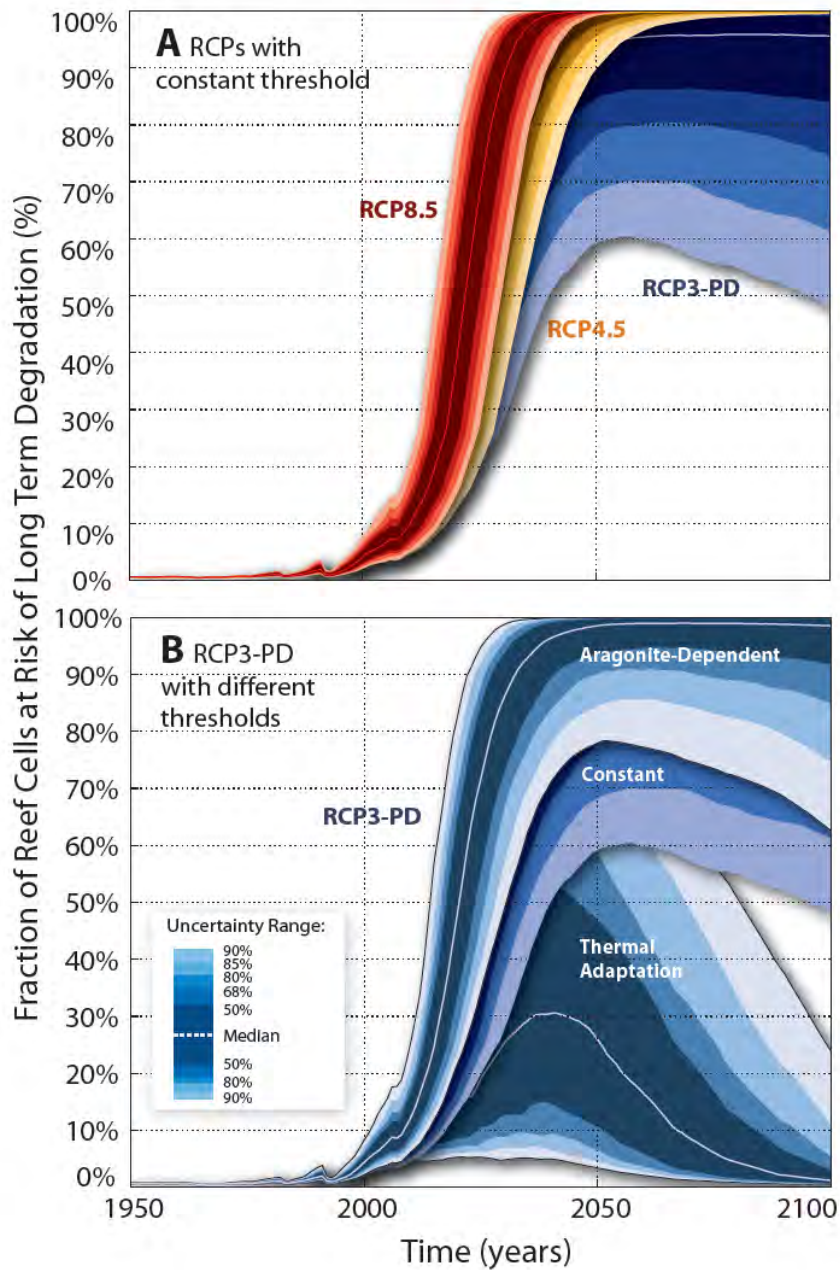 Fraction of Reef Cells at Risk of Long Term Degradation (%)
A RCPs with
constant threshold
100%
90%
80%
70%
60%
50%
40%
30%
20%
10%
0%
RCP8.5
RCP3-PD
RCP4.5
B RCP3-PD
with different
thresholds
100%
90%
80%
70%
60%
50%
40%
30%
20%
10%
0%
Aragonite-Dependent
Constant
RCP3-PD
Thermal
Adaptation
Uncertainty Range:
90%
85%
80%
68%
50%
Median
50%
80%
90%
1950
2000
2050
2100
Time (years)